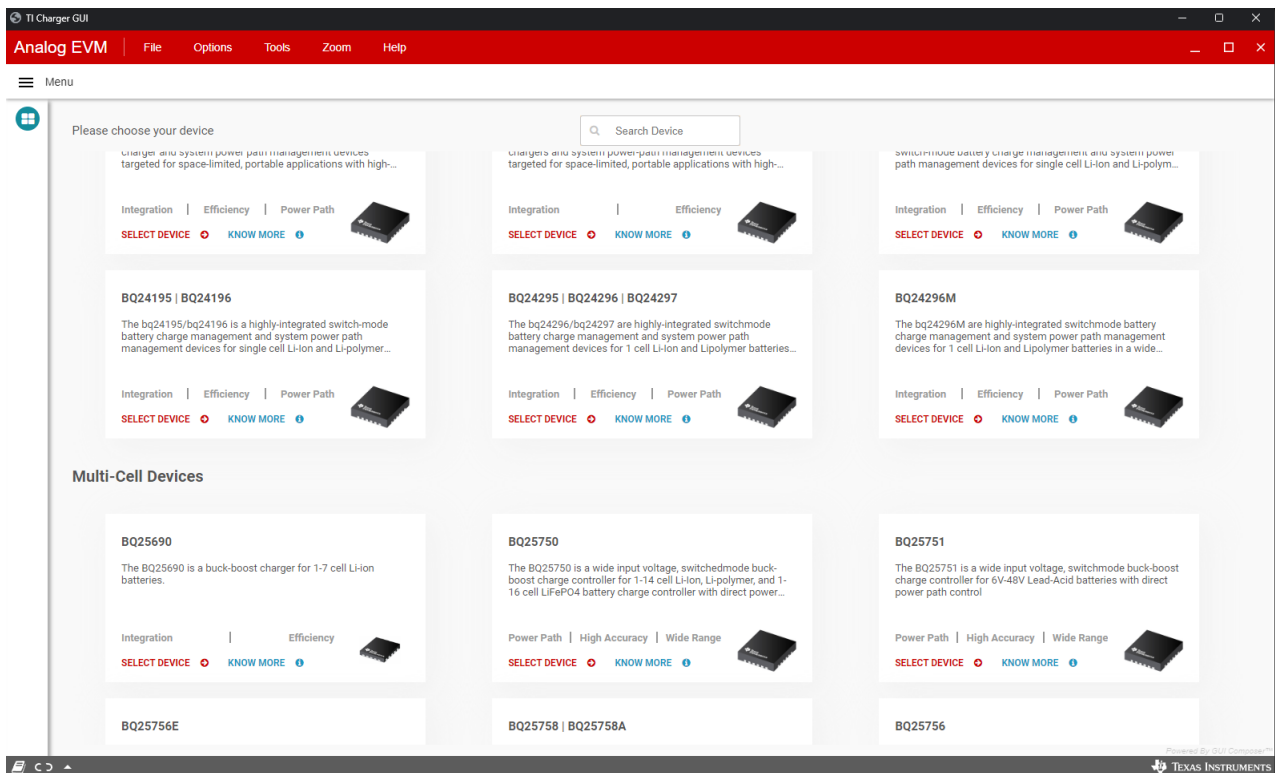 TI Charger GUI
Analog EVM File Options Tools Zoom Help
Menu
Please choose your device
Search Device
charger and system power path management devices
targeted for space-limited, portable applications with high-...
Integration | Efficiency | Power Path
SELECT DEVICE KNOW MORE
chargers and system power-path management devices
targeted for space-limited, portable applications with high-...
Integration | Efficiency
SELECT DEVICE KNOW MORE
switch-mode battery charge management and system power
path management devices for single cell Li-Ion and Li-polym...
Integration | Efficiency | Power Path
SELECT DEVICE KNOW MORE
BQ24195 | BQ24196
The bq24195/bq24196 is a highly-integrated switch-mode
battery charge management and system power path
management devices for single cell Li-Ion and Li-polymer...
Integration | Efficiency | Power Path
SELECT DEVICE KNOW MORE
BQ24295 | BQ24296 | BQ24297
The bq24296/bq24297 are highly-integrated switchmode
battery charge management and system power path
management devices for 1 cell Li-Ion and Lipolymer batteries...
Integration | Efficiency | Power Path
SELECT DEVICE KNOW MORE
BQ24296M
The bq24296M are highly-integrated switchmode battery
charge management and system power path management
devices for 1 cell Li-Ion and Lipolymer batteries in a wide...
Integration | Efficiency | Power Path
SELECT DEVICE KNOW MORE
Multi-Cell Devices
BQ25690
The BQ25690 is a buck-boost charger for 1-7 cell Li-ion
batteries.
Integration | Efficiency
SELECT DEVICE KNOW MORE
BQ25750
The BQ25750 is a wide input voltage, switchedmode buck-
boost charge controller for 1-14 cell Li-Ion, Li-polymer, and 1-
16 cell LiFePO4 battery charge controller with direct power...
Power Path | High Accuracy | Wide Range
SELECT DEVICE KNOW MORE
BQ25751
The BQ25751 is a wide input voltage, switchmode buck-boost
charge controller for 6V-48V Lead-Acid batteries with direct
power path control
Power Path | High Accuracy | Wide Range
SELECT DEVICE KNOW MORE
BQ25756E
BQ25758 | BQ25758A
BQ25756
Powered By GUI Composer™
TEXAS INSTRUMENTS